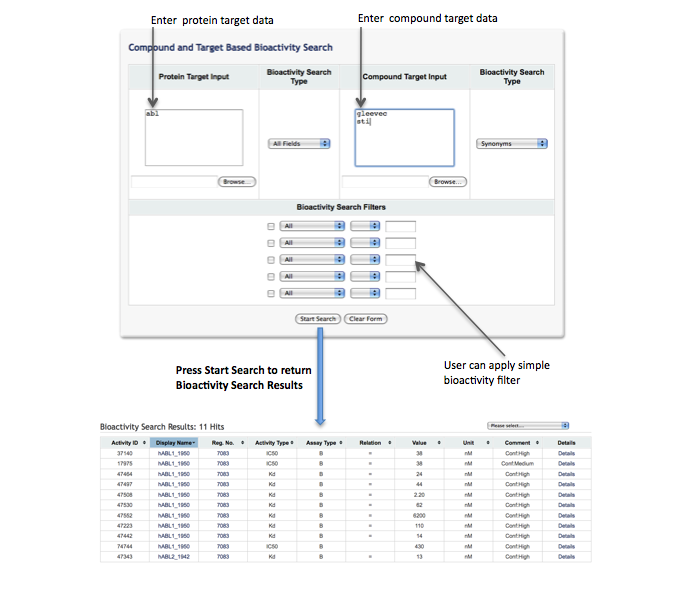 Enter protein target data
Enter compound target data
Compound and Target Based Bioactivity Search
Protein Target Input
Bioactivity Search
Type
Compound Target Input
Bioactivity Search
Type
abl
All Fields
gleevec
sti
Synonyms
Browse...
Browse...
Bioactivity Search Filters
All
All
All
All
All
Start Search
Clear Form
Press Start Search to return
Bioactivity Search Results
User can apply simple
bioactivity filter
Bioactivity Search Results: 11 Hits
Please select...
Activity ID Display Name Reg. No. Activity Type Assay Type Relation Value Unit Comment Details
37140 hABL1_1950 7083 IC50 B = 38 nM Conf:High Details
17975 hABL1_1950 7083 IC50 B = 38 nM Conf:Medium Details
47464 hABL1_1950 7083 Kd B = 24 nM Conf:High Details
47497 hABL1_1950 7083 Kd B = 44 nM Conf:High Details
47508 hABL1_1950 7083 Kd B = 2.20 nM Conf:High Details
47530 hABL1_1950 7083 Kd B = 62 nM Conf:High Details
47552 hABL1_1950 7083 Kd B = 6200 nM Conf:High Details
47223 hABL1_1950 7083 Kd B = 110 nM Conf:High Details
47442 hABL1_1950 7083 Kd B = 14 nM Conf:High Details
74744 hABL1_1950 7083 IC50 B 430 nM Conf:High Details
47343 hABL2_1942 7083 Kd B = 13 nM Conf:High Details